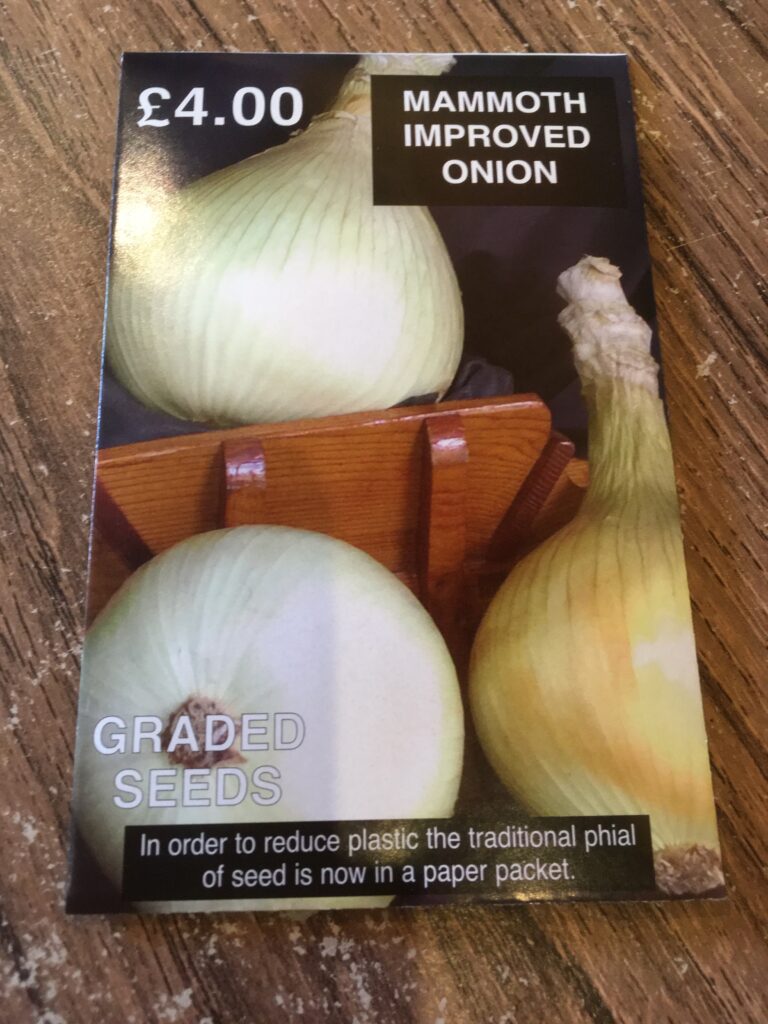 £4.00
MAMMOTH
IMPROVED
ONION
GRADED
SEEDS
In order to reduce plastic the traditional phial
of seed is now in a paper packet.